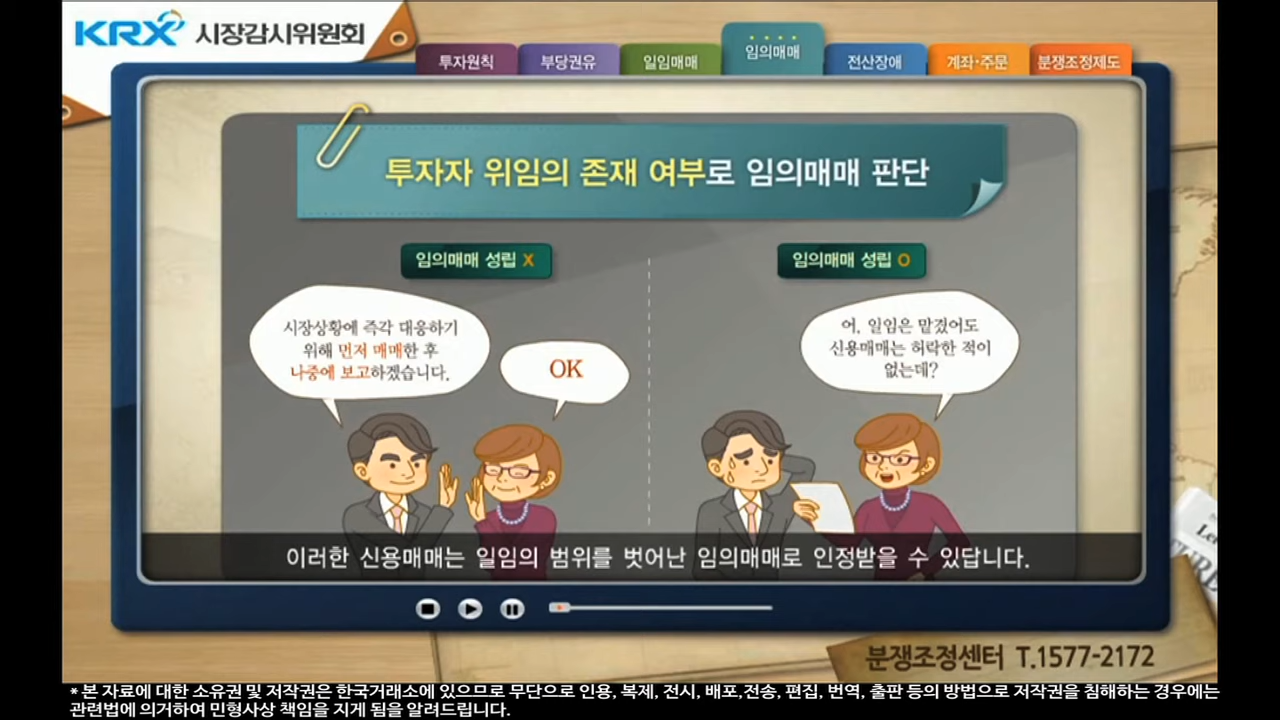 KRX 시장감시위원회
투자원칙 부당권유 일임매매 임의매매 전산장애 계좌·주문 분쟁조정제도
투자자 위임의 존재 여부로 임의매매 판단
임의매매 성립 X
시장상황에 즉각 대응하기
위해 먼저 매매한 후
나중에 보고하겠습니다.
OK
임의매매 성립 O
어, 일임은 맡겼어도
신용매매는 허락한 적이
없는데?
이러한 신용매매는 일임의 범위를 벗어난 임의매매로 인정받을 수 있답니다.
분쟁조정센터 T.1577-2172
* 본 자료에 대한 소유권 및 저작권은 한국거래소에 있으므로 무단으로 인용, 복제, 전시, 배포,전송, 편집, 번역, 출판 등의 방법으로 저작권을 침해하는 경우에는
관련법에 의거하여 민형사상 책임을 지게 됨을 알려드립니다.